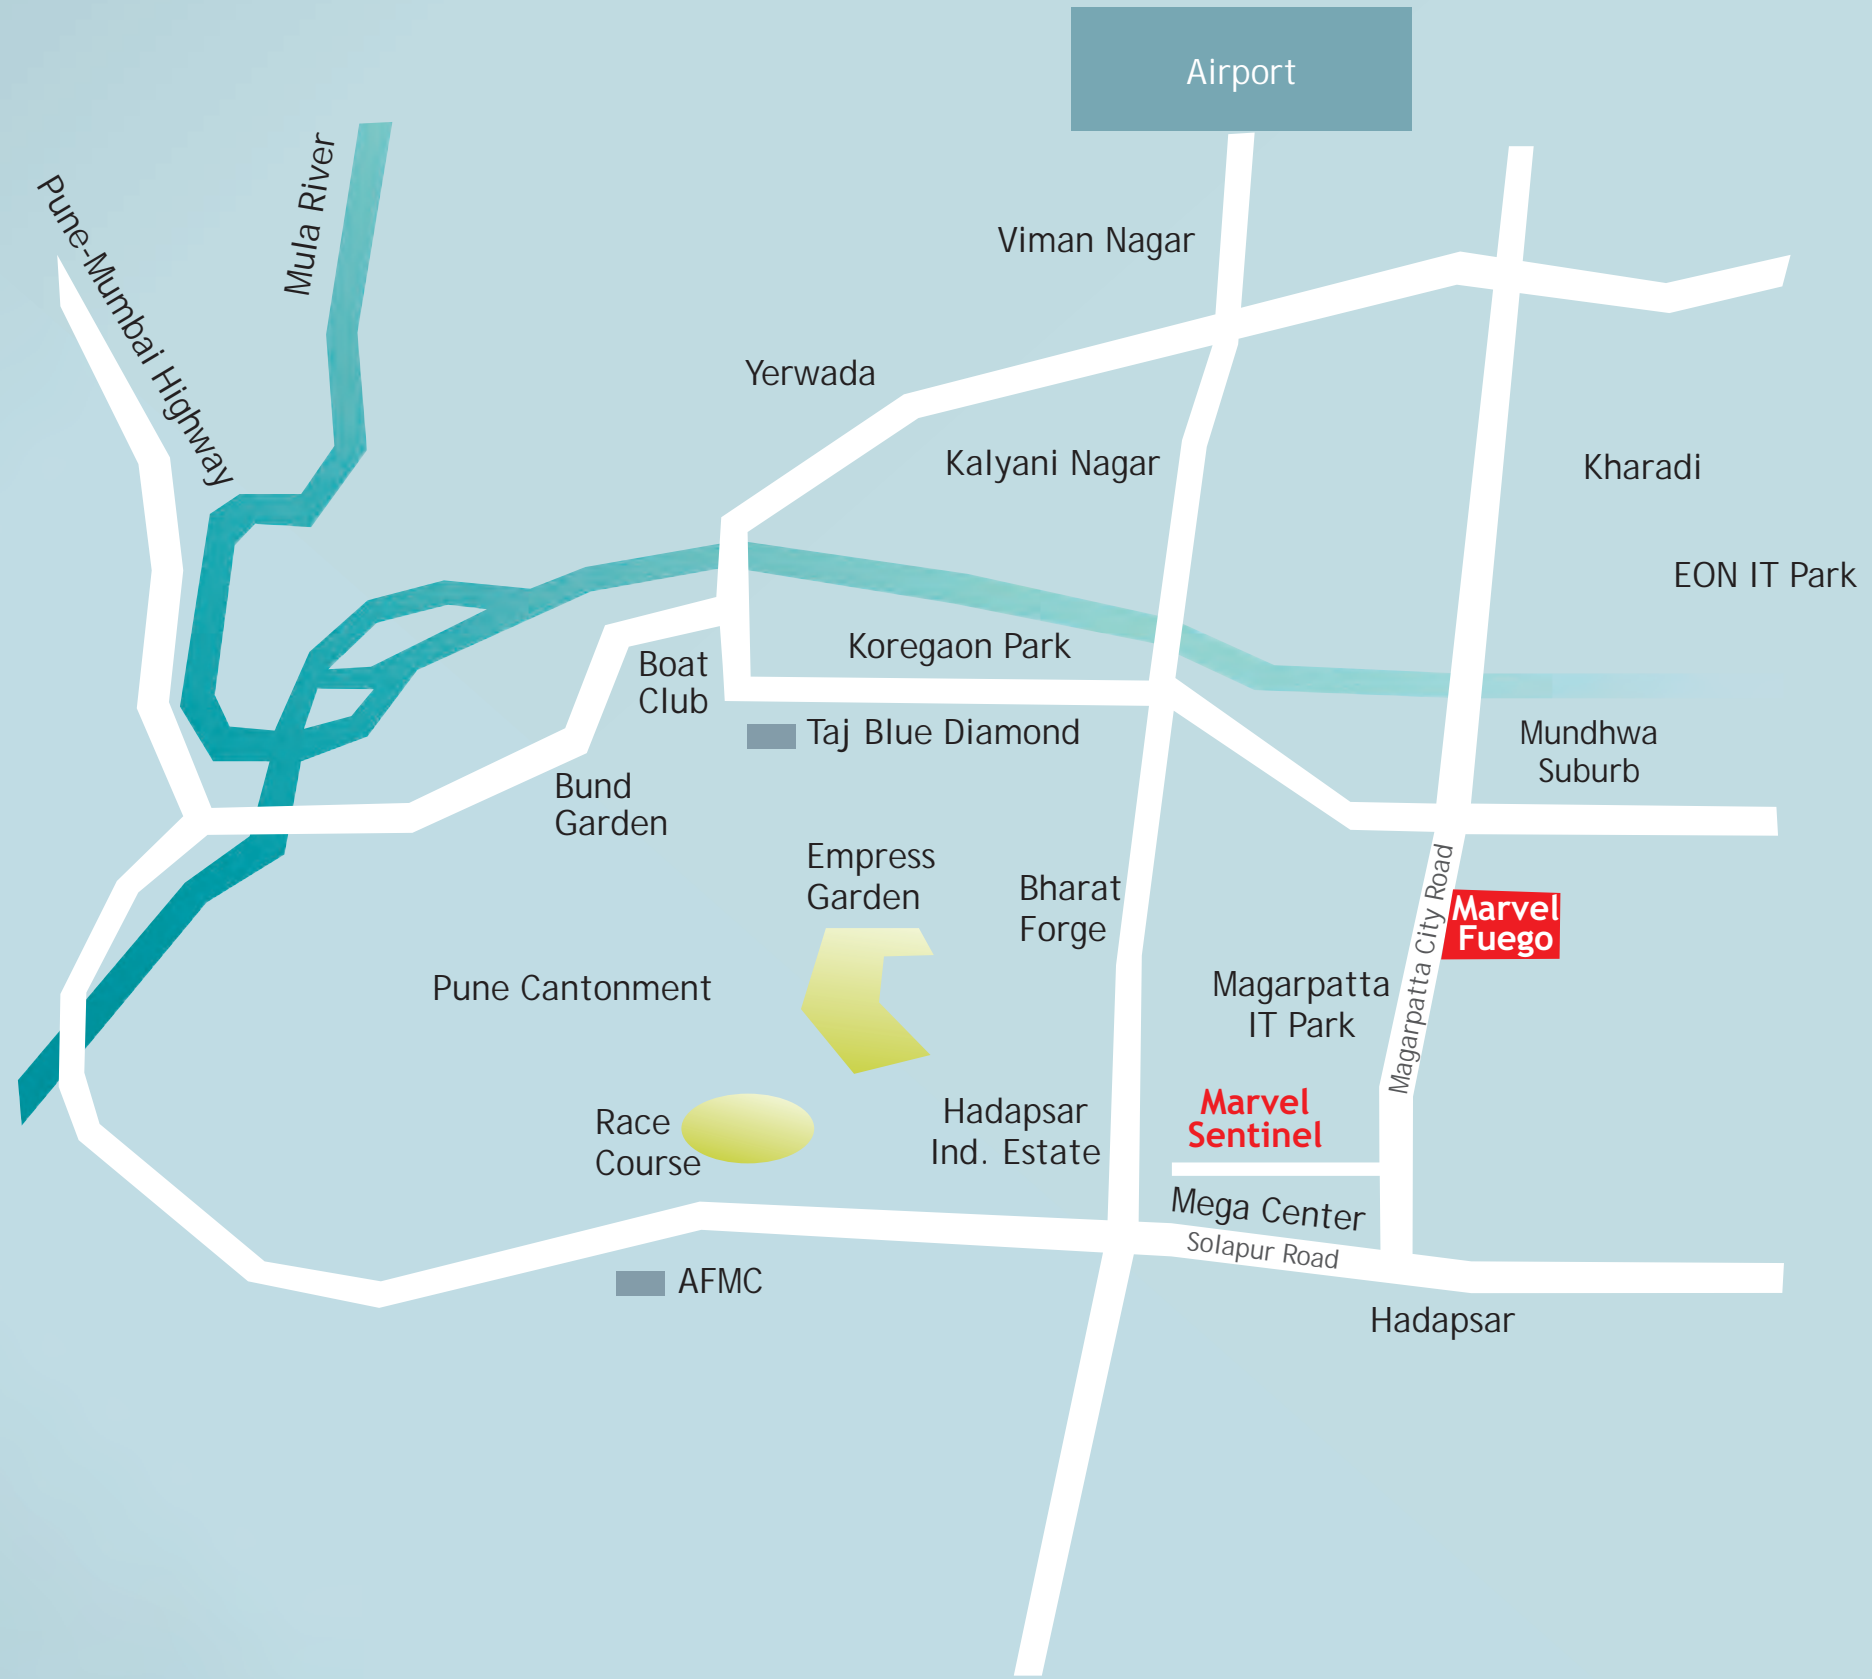 Airport
Mula River
Pune-Mumbai Highway
Viman Nagar
Yerwada
Kalyani Nagar
Kharadi
EON IT Park
Koregaon Park
Boat
Club
Taj Blue Diamond
Mundhwa
Suburb
Bund
Garden
Empress
Garden
Bharat
Forge
Magarpatta City Road
Marvel
Fuego
Pune Cantonment
Magarpatta
IT Park
Race
Course
Hadapsar
Ind. Estate
Marvel
Sentinel
Mega Center
Solapur Road
AFMC
Hadapsar